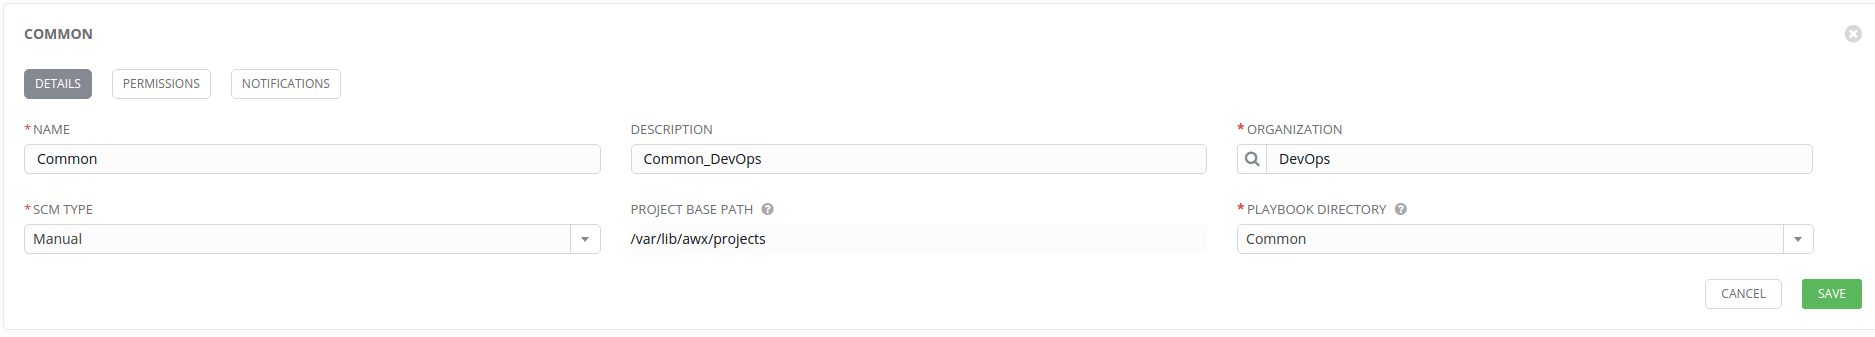 COMMON
DETAILS PERMISSIONS NOTIFICATIONS
* NAME DESCRIPTION * ORGANIZATION
Common Common_DevOps DevOps
* SCM TYPE PROJECT BASE PATH ? * PLAYBOOK DIRECTORY ?
Manual /var/lib/awx/projects Common
CANCEL SAVE